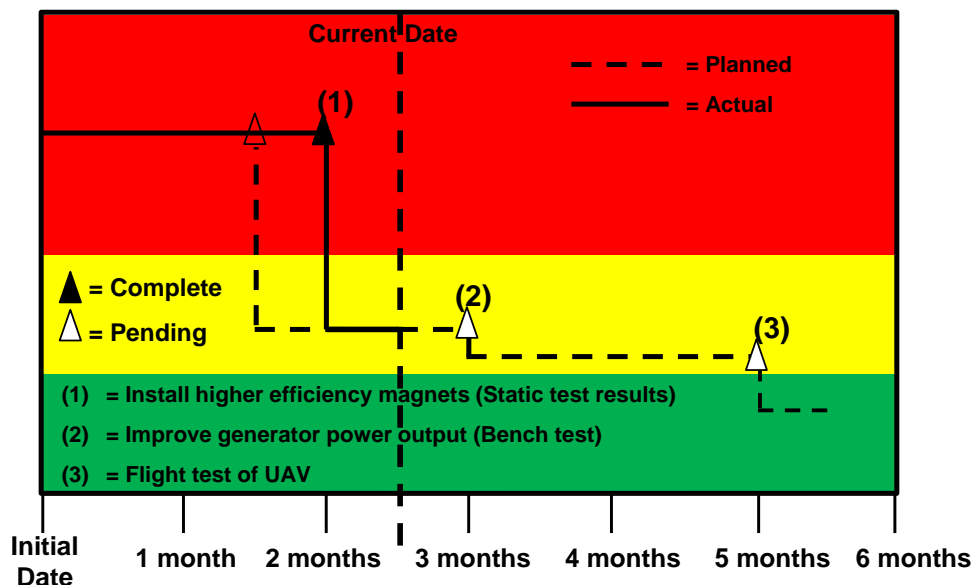 Current Date
= Planned
= Actual
(1)
= Complete
= Pending
(2)
(3)
(1) = Install higher efficiency magnets (Static test results)
(2) = Improve generator power output (Bench test)
(3) = Flight test of UAV
Initial
Date
1 month
2 months
3 months
4 months
5 months
6 months